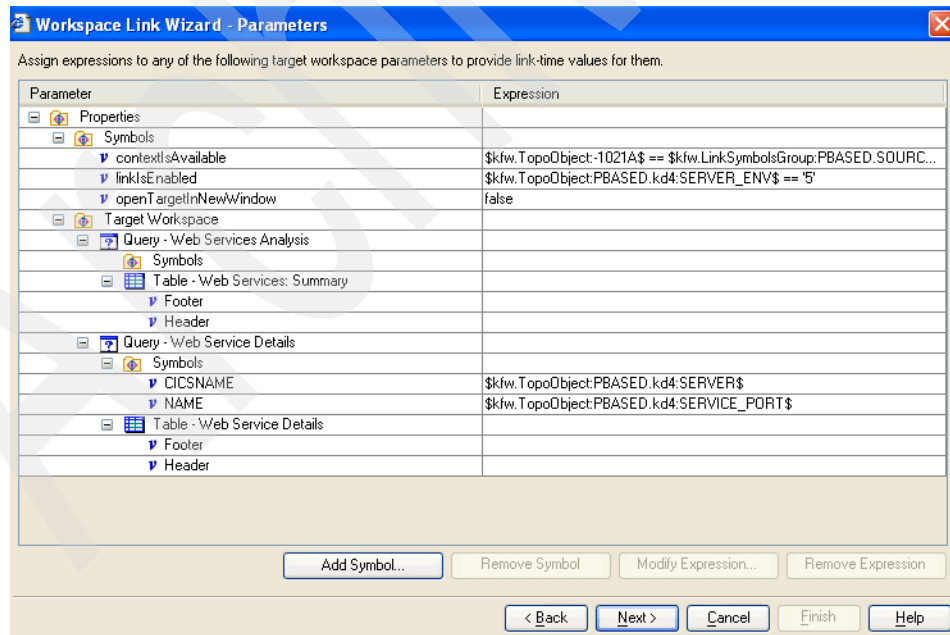 Workspace Link Wizard - Parameters
Assign expressions to any of the following target workspace parameters to provide link-time values for them.
Parameter Expression
Properties
Symbols
contextIsAvailable $kfw.TopoObject:-1021A$ == $kfw.LinkSymbolsGroup:PBASED.SOURC...
linkIsEnabled $kfw.TopoObject:PBASED.kd4:SERVER_ENV$ == '5'
openTargetInNewWindow false
Target Workspace
Query - Web Services Analysis
Symbols
Table - Web Services: Summary
Footer
Header
Query - Web Service Details
Symbols
CICSNAME $kfw.TopoObject:PBASED.kd4:SERVER$
NAME $kfw.TopoObject:PBASED.kd4:SERVICE_PORT$
Table - Web Service Details
Footer
Header
Add Symbol... Remove Symbol Modify Expression... Remove Expression
< Back Next > Cancel Finish Help